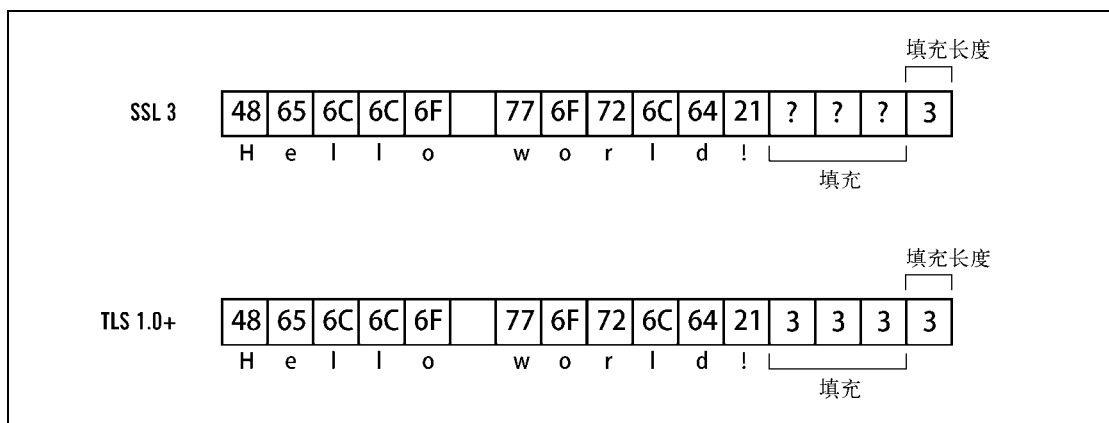 填充长度
SSL 3 48 65 6C 6C 6F 77 6F 72 6C 64 21 ? ? ? 3
H e l l o w o r l d !
填充
填充长度
TLS 1.0+ 48 65 6C 6C 6F 77 6F 72 6C 64 21 3 3 3 3
H e l l o w o r l d !
填充